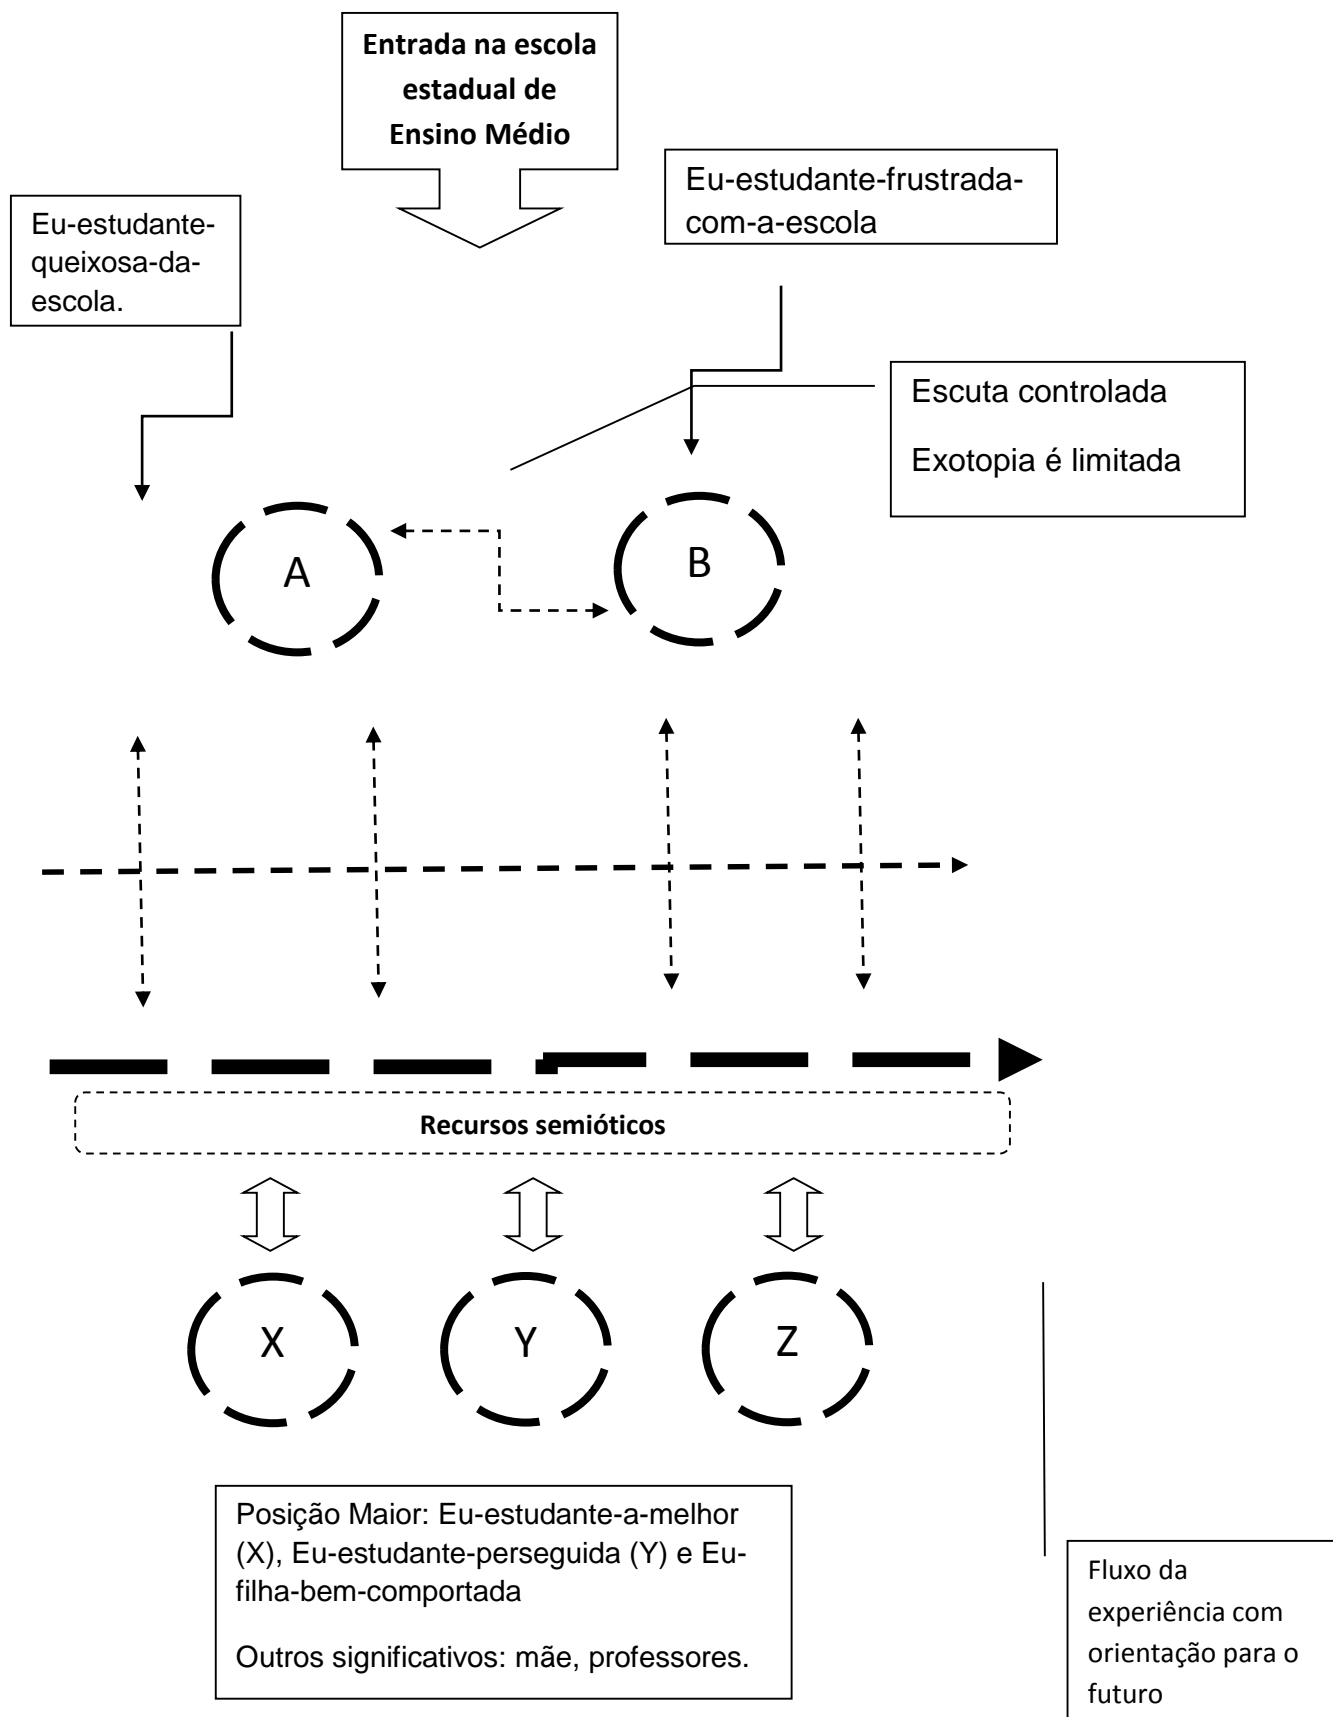 Entrada na escola
estadual de
Ensino Médio
Eu-estudante-frustrada-
com-a-escola
Eu-estudante-
queixosa-da-
escola.
Escuta controlada
Exotopia é limitada
A
B
Recursos semióticos
X
Y
Z
Posição Maior: Eu-estudante-a-melhor
(X), Eu-estudante-perseguida (Y) e Eu-
filha-bem-comportada
Outros significativos: mãe, professores.
Fluxo da
experiência com
orientação para o
futuro